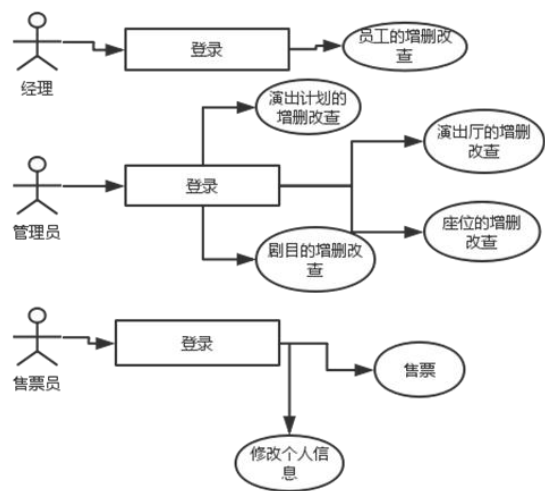 登录
员工的增删改
查
经理
演出计划的
增删改查
演出厅的增删
改查
登录
管理员
座位的增删
改查
剧目的增删改
查
登录
售票员
售票
修改个人信
息